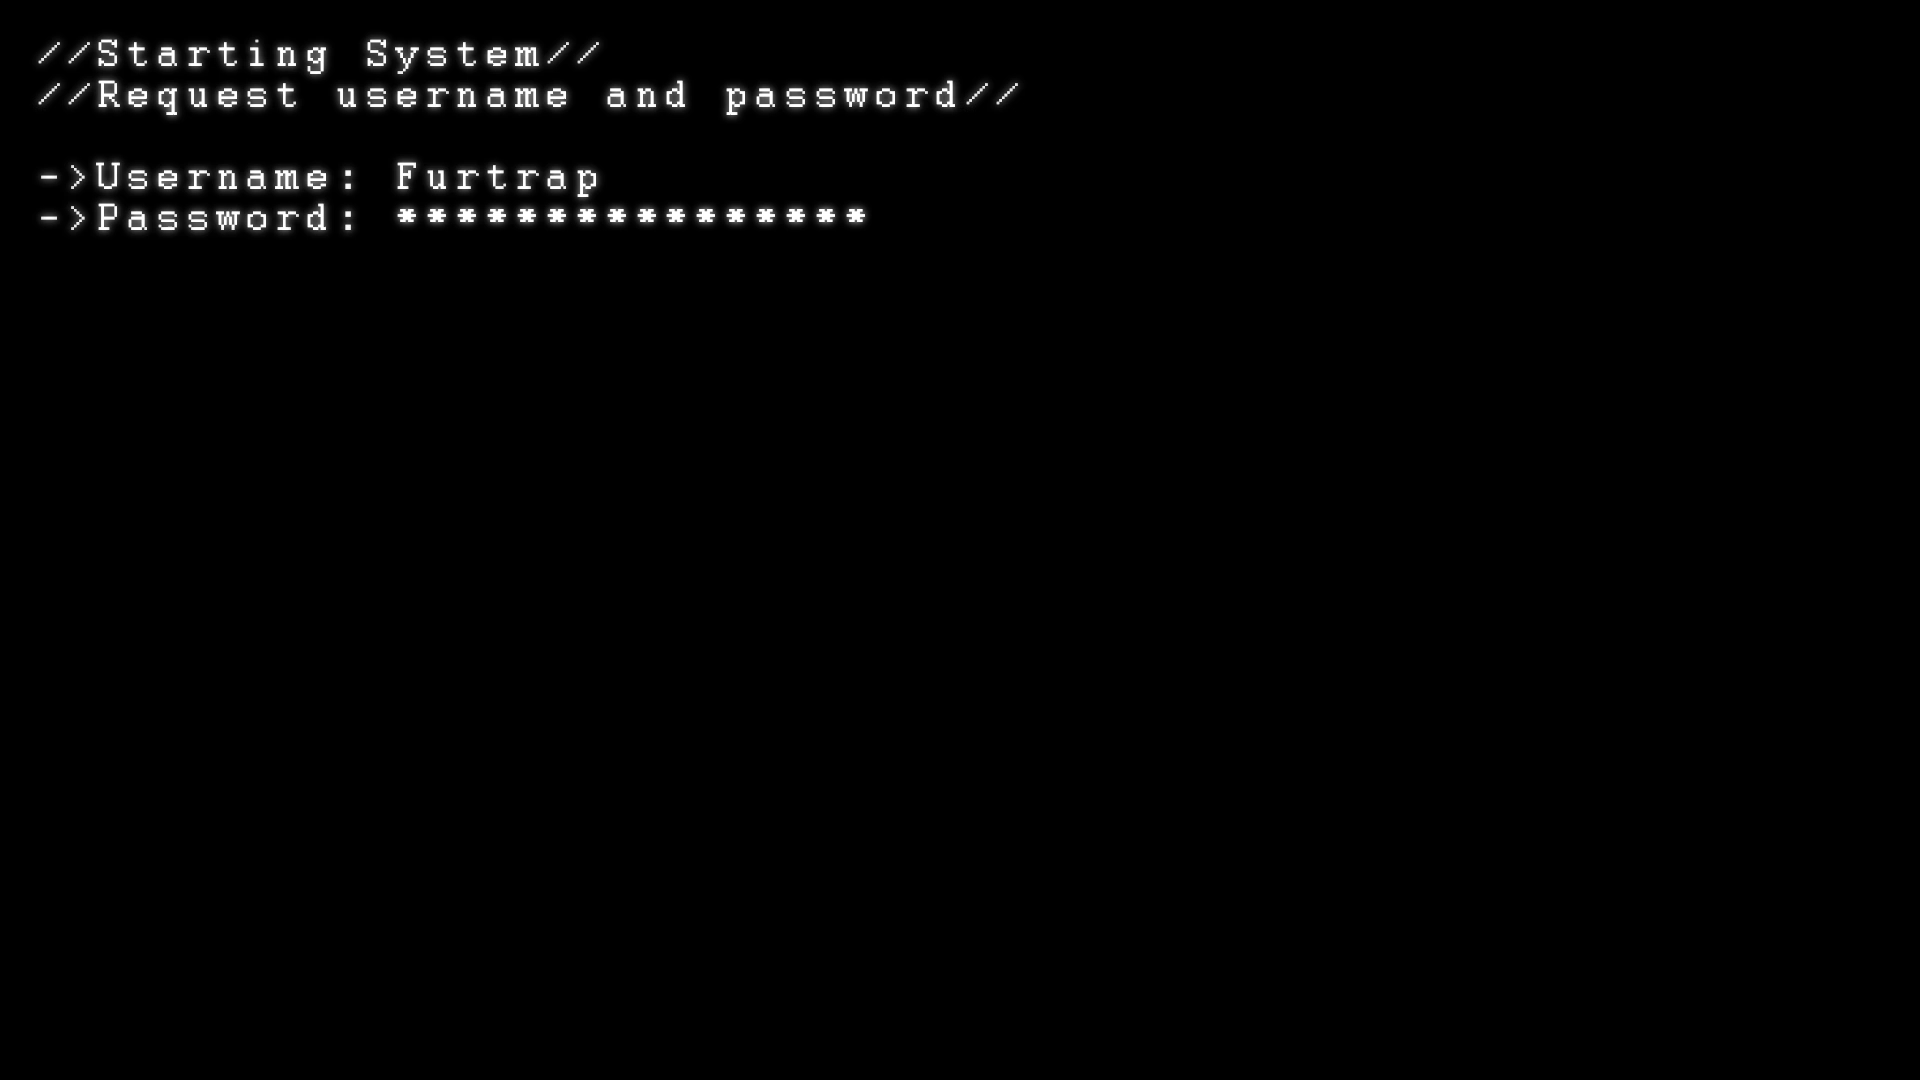 //Starting System//
//Request username and password//
->Username: Furtrap
->Password: ****************